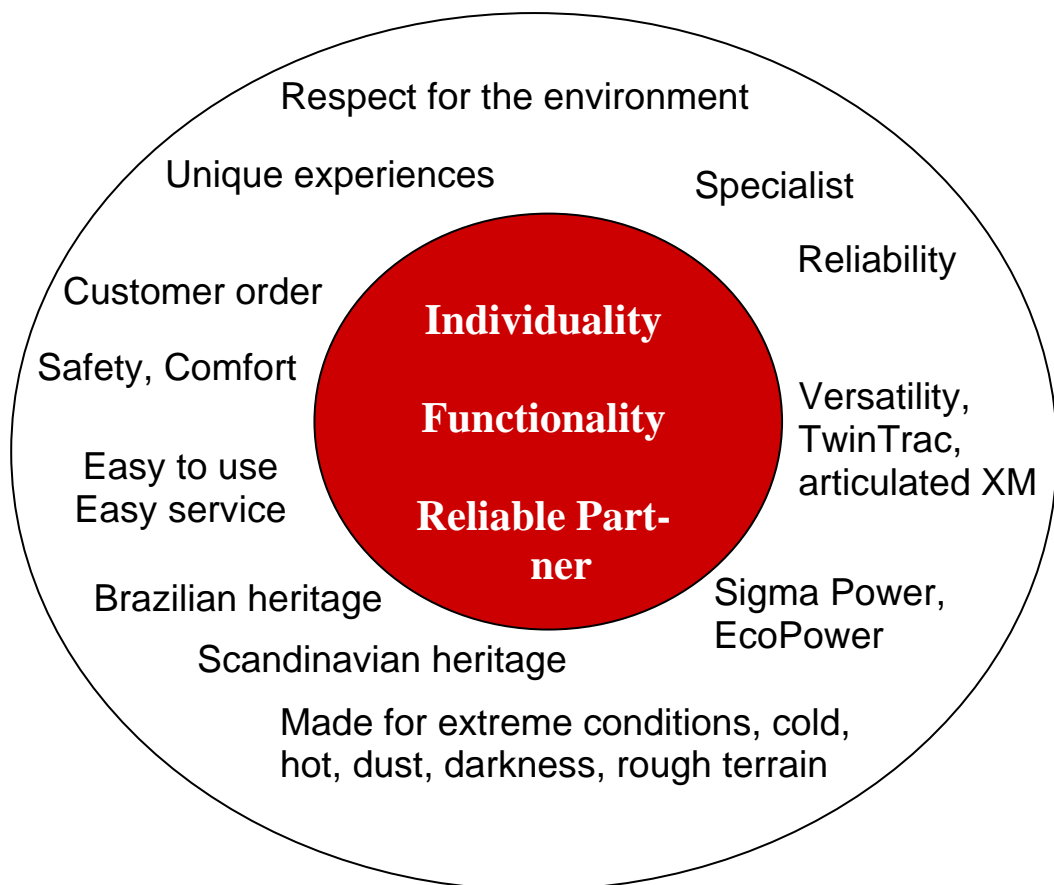 Respect for the environment
Unique experiences
Specialist
Reliability
Customer order
Safety, Comfort
Individuality
Functionality
Reliable Part-
ner
Versatility,
TwinTrac,
articulated XM
Easy to use
Easy service
Brazilian heritage
Sigma Power,
EcoPower
Scandinavian heritage
Made for extreme conditions, cold,
hot, dust, darkness, rough terrain